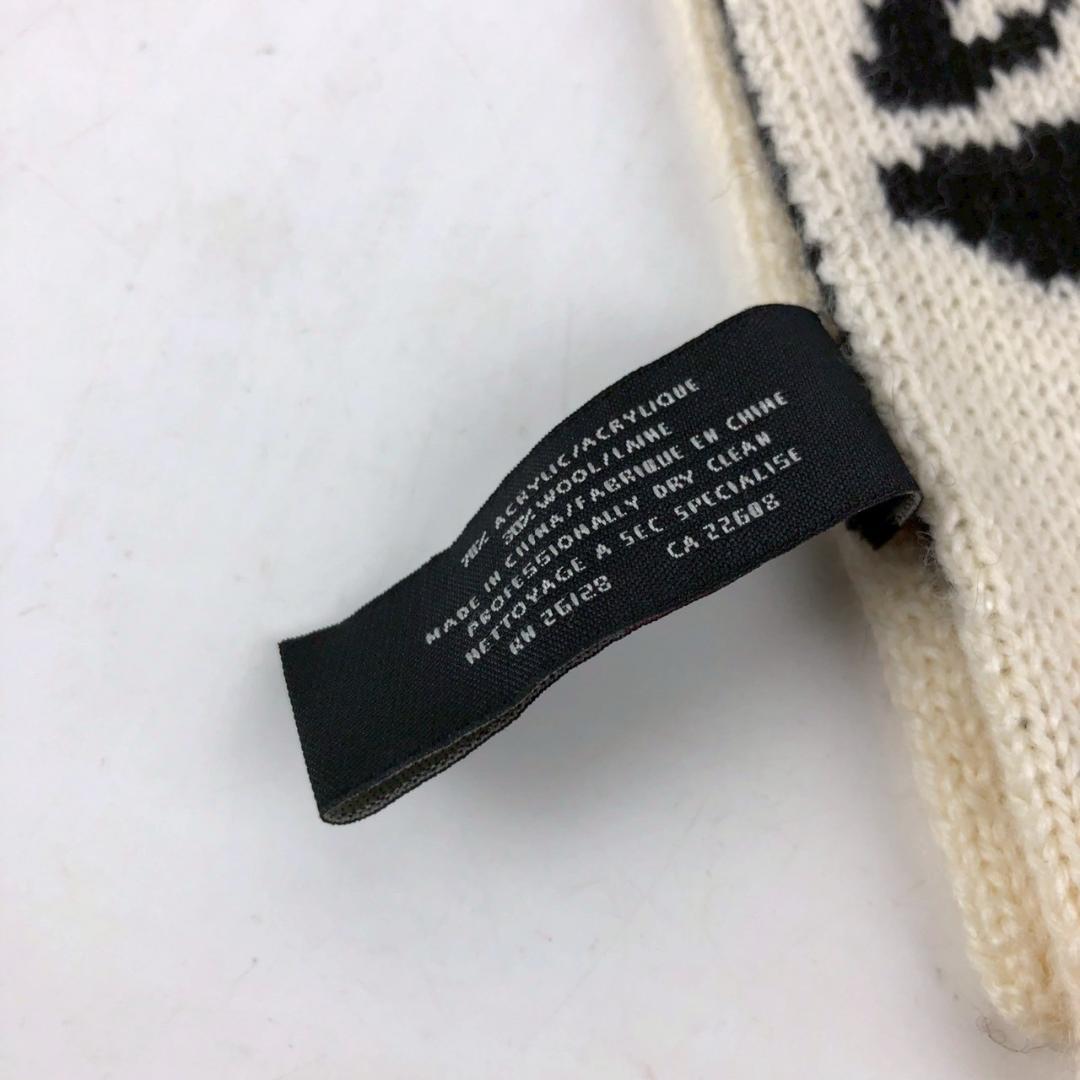 70% ACRYLIC/ACRYLIQUE
30% WOOL/LAINE
MADE IN CHINA/FABRIQUE EN CHINE
PROFESSIONALLY DRY CLEAN
NETTOYAGE A SEC SPECIALISE
RN 26128 CA 22608